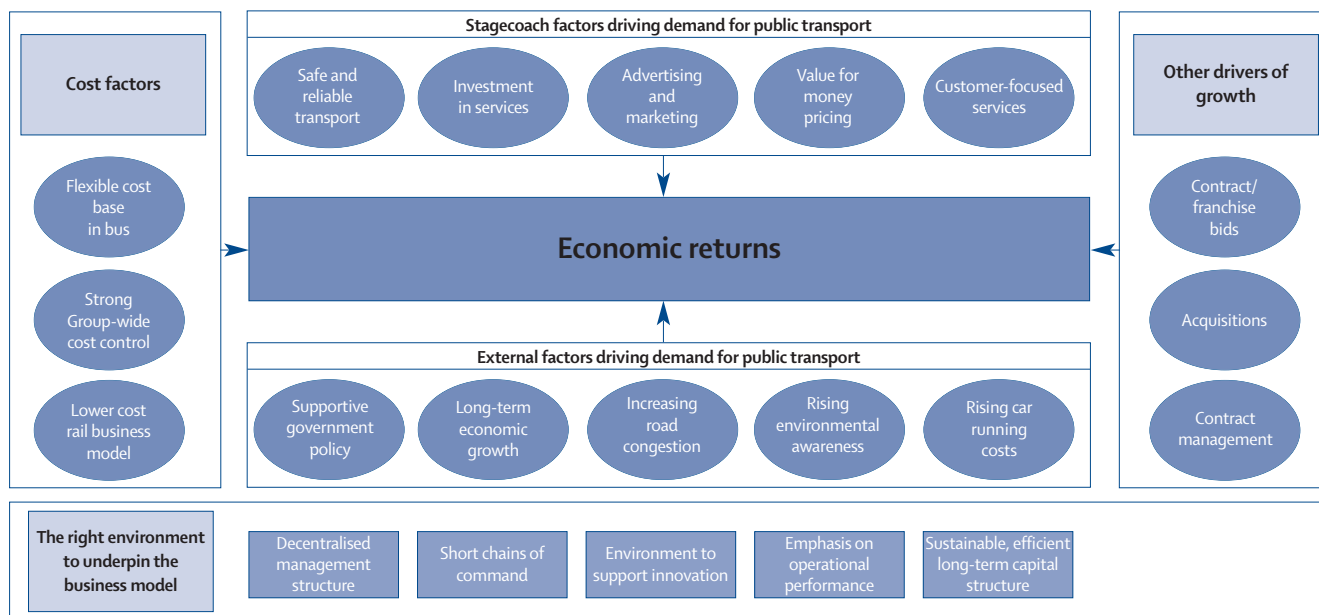 Cost factors
Flexible cost
base
in bus
Strong
Group-wide
cost control
Lower cost
rail business
model
Stagecoach factors driving demand for public transport
Safe and
reliable
transport
Investment
in services
Advertising
and
marketing
Value for
money
pricing
Customer-focused
services
Economic returns
External factors driving demand for public transport
Supportive
government
policy
Long-term
economic
growth
Increasing
road
congestion
Rising
environmental
awareness
Rising car
running
costs
Other drivers of
growth
Contract/
franchise
bids
Acquisitions
Contract
management
The right environment
to underpin the
business model
Decentralised
management
structure
Short chains of
command
Environment to
support innovation
Emphasis on
operational
performance
Sustainable, efficient
long-term capital
structure